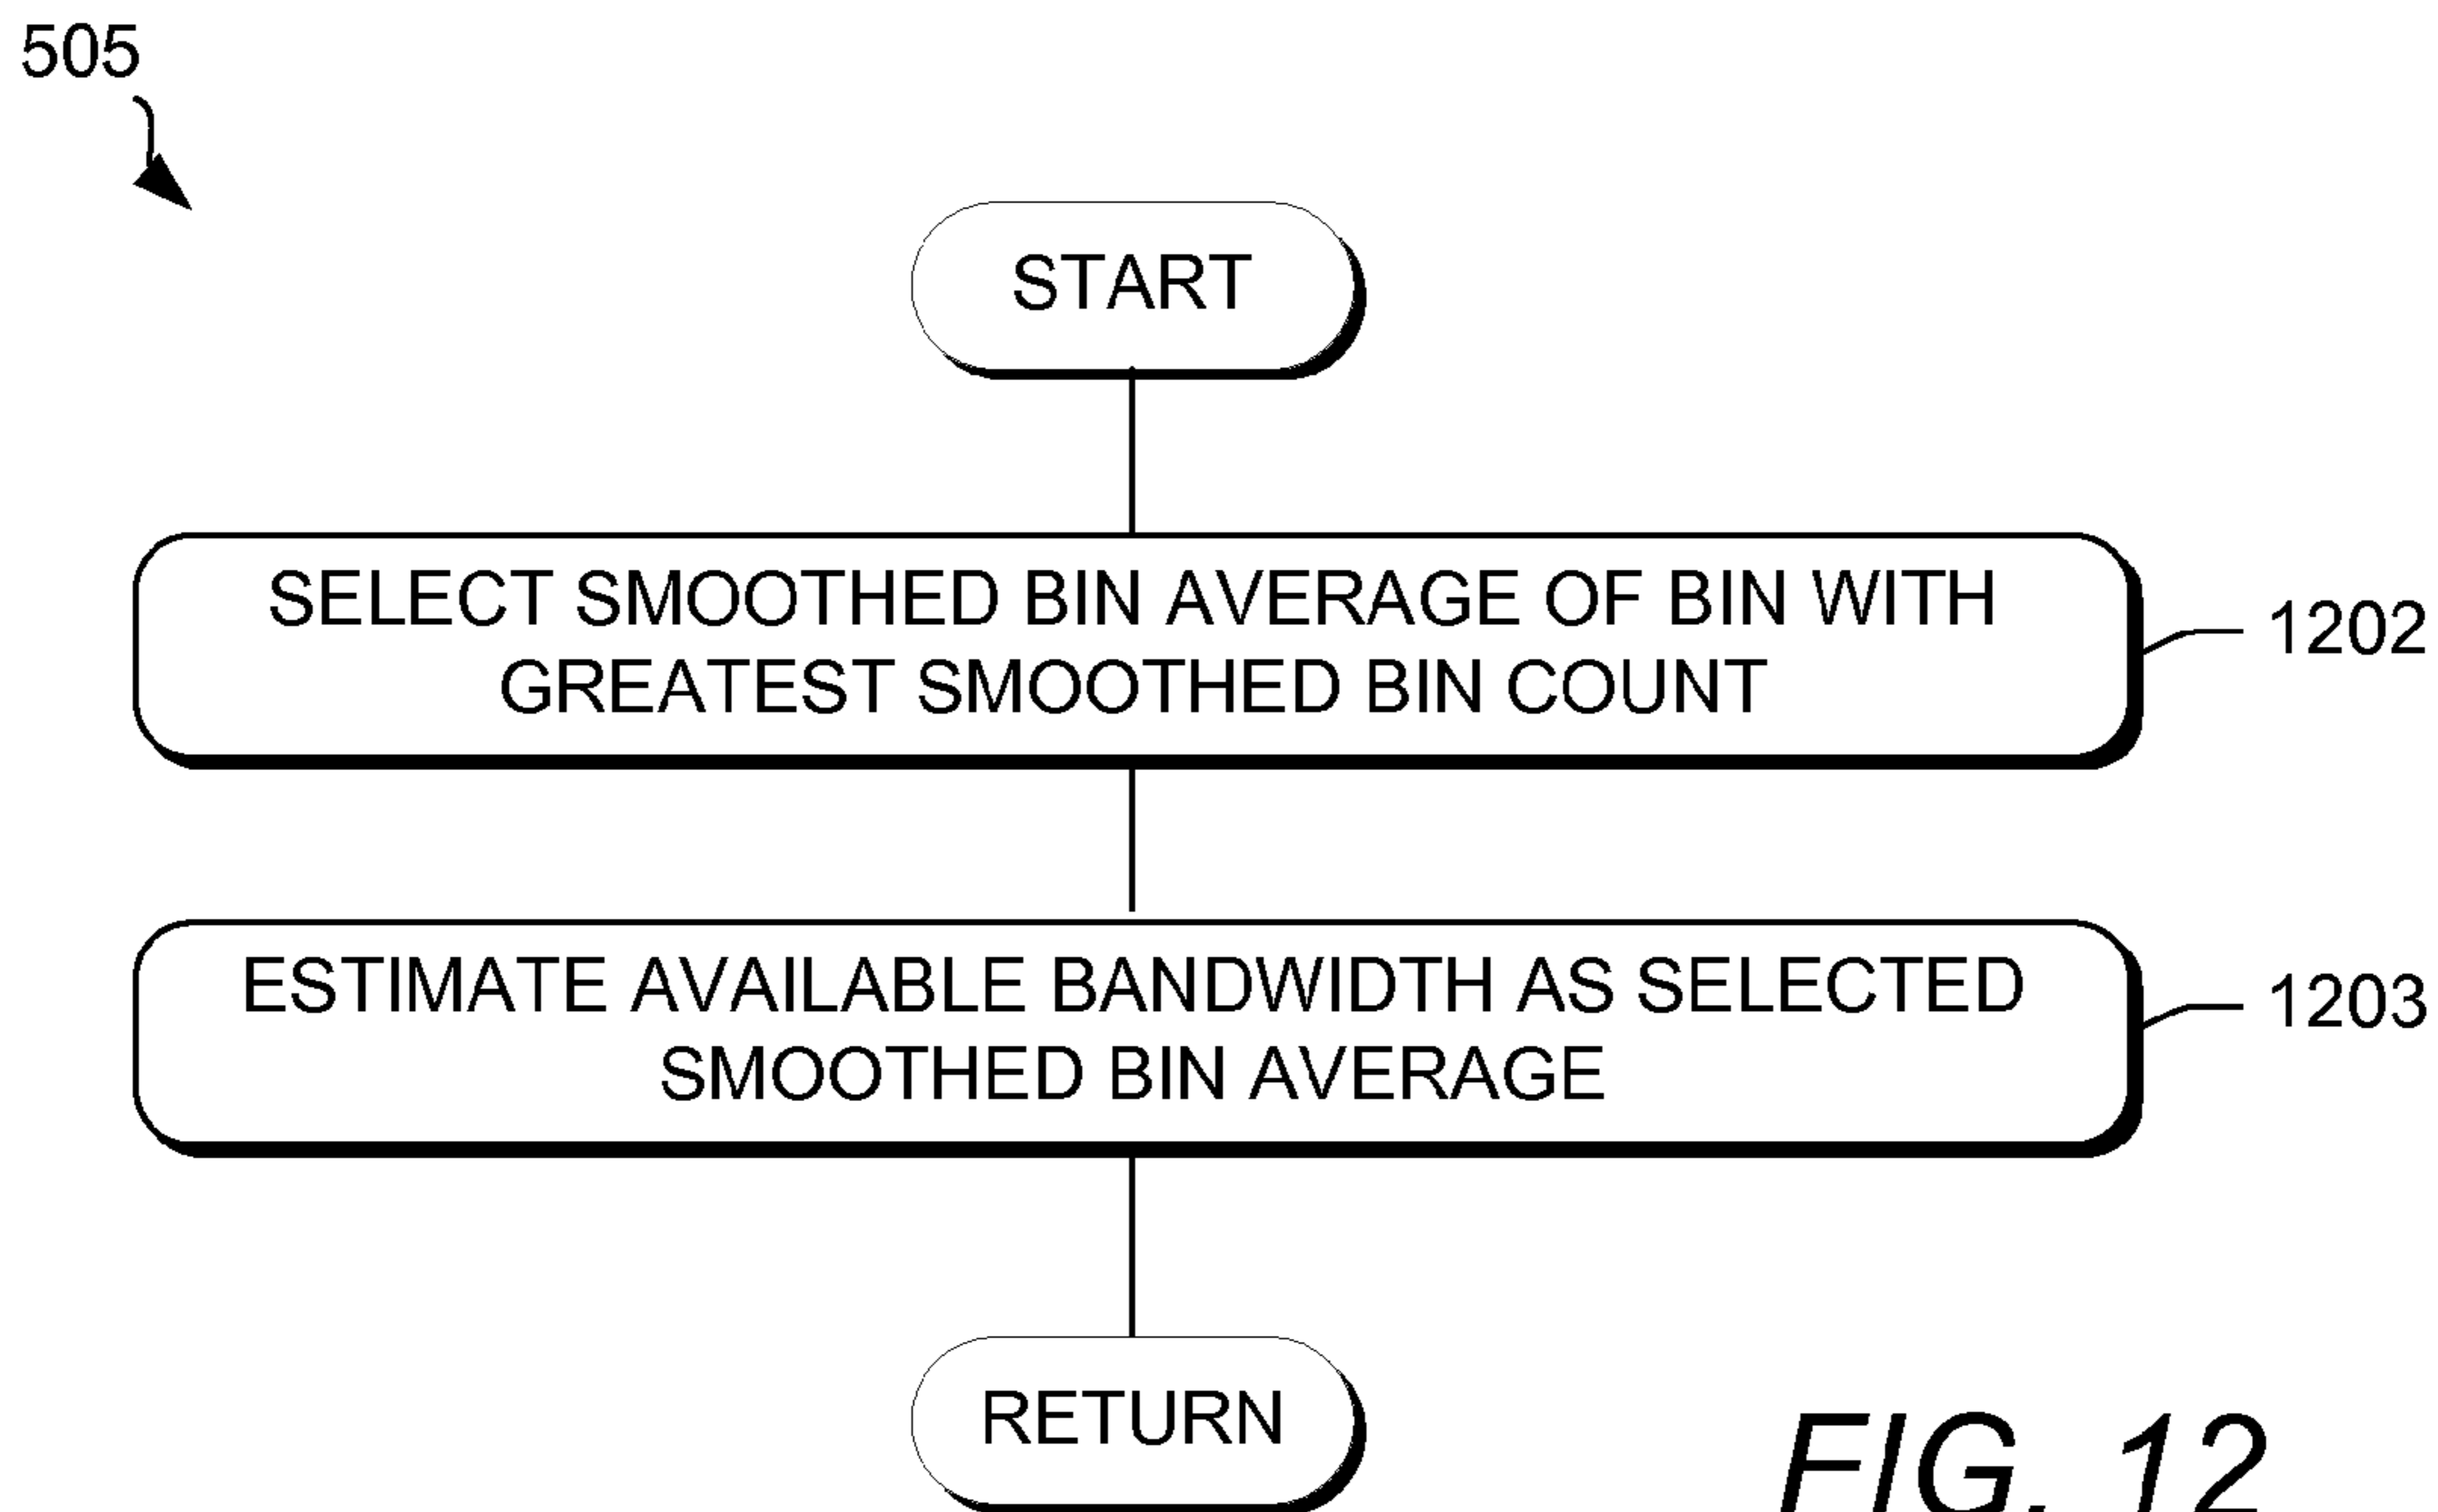 505
START
SELECT SMOOTHED BIN AVERAGE OF BIN WITH
GREATEST SMOOTHED BIN COUNT
1202
ESTIMATE AVAILABLE BANDWIDTH AS SELECTED
SMOOTHED BIN AVERAGE
1203
RETURN
FIG. 12